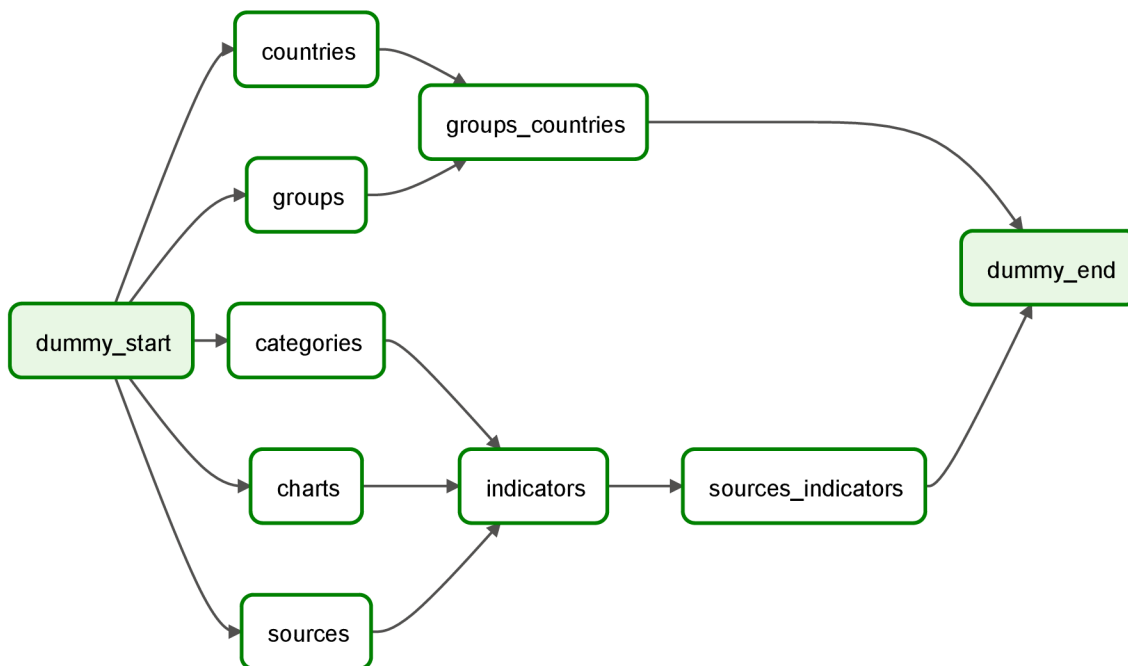 countries
groups_countries
groups
dummy_end
dummy_start
categories
charts
indicators
sources_indicators
sources